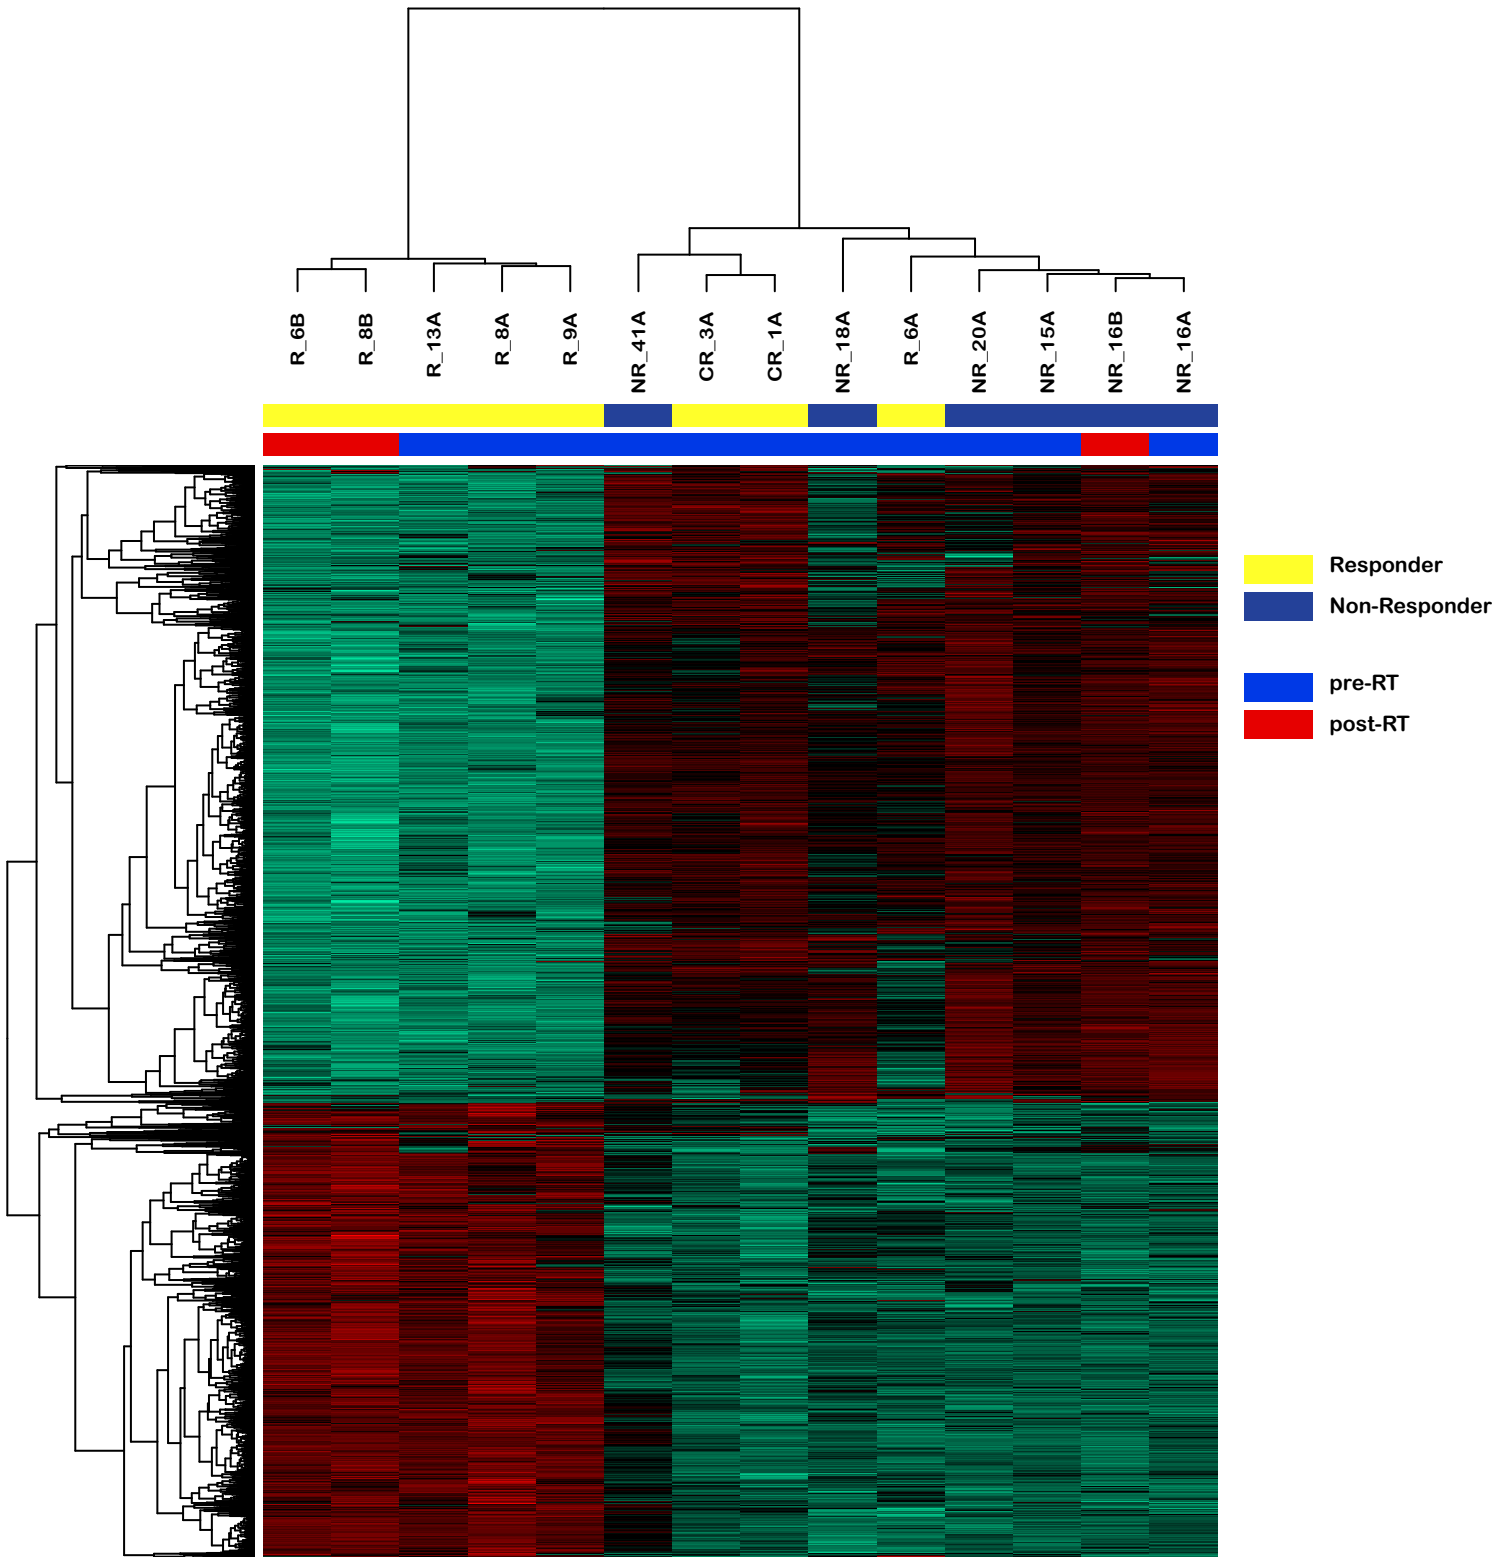 R_6B
R_8B
R_13A
R_8A
R_9A
NR_41A
CR_3A
CR_1A
NR_18A
R_6A
NR_20A
NR_15A
NR_16B
NR_16A
Responder
Non-Responder
pre-RT
post-RT